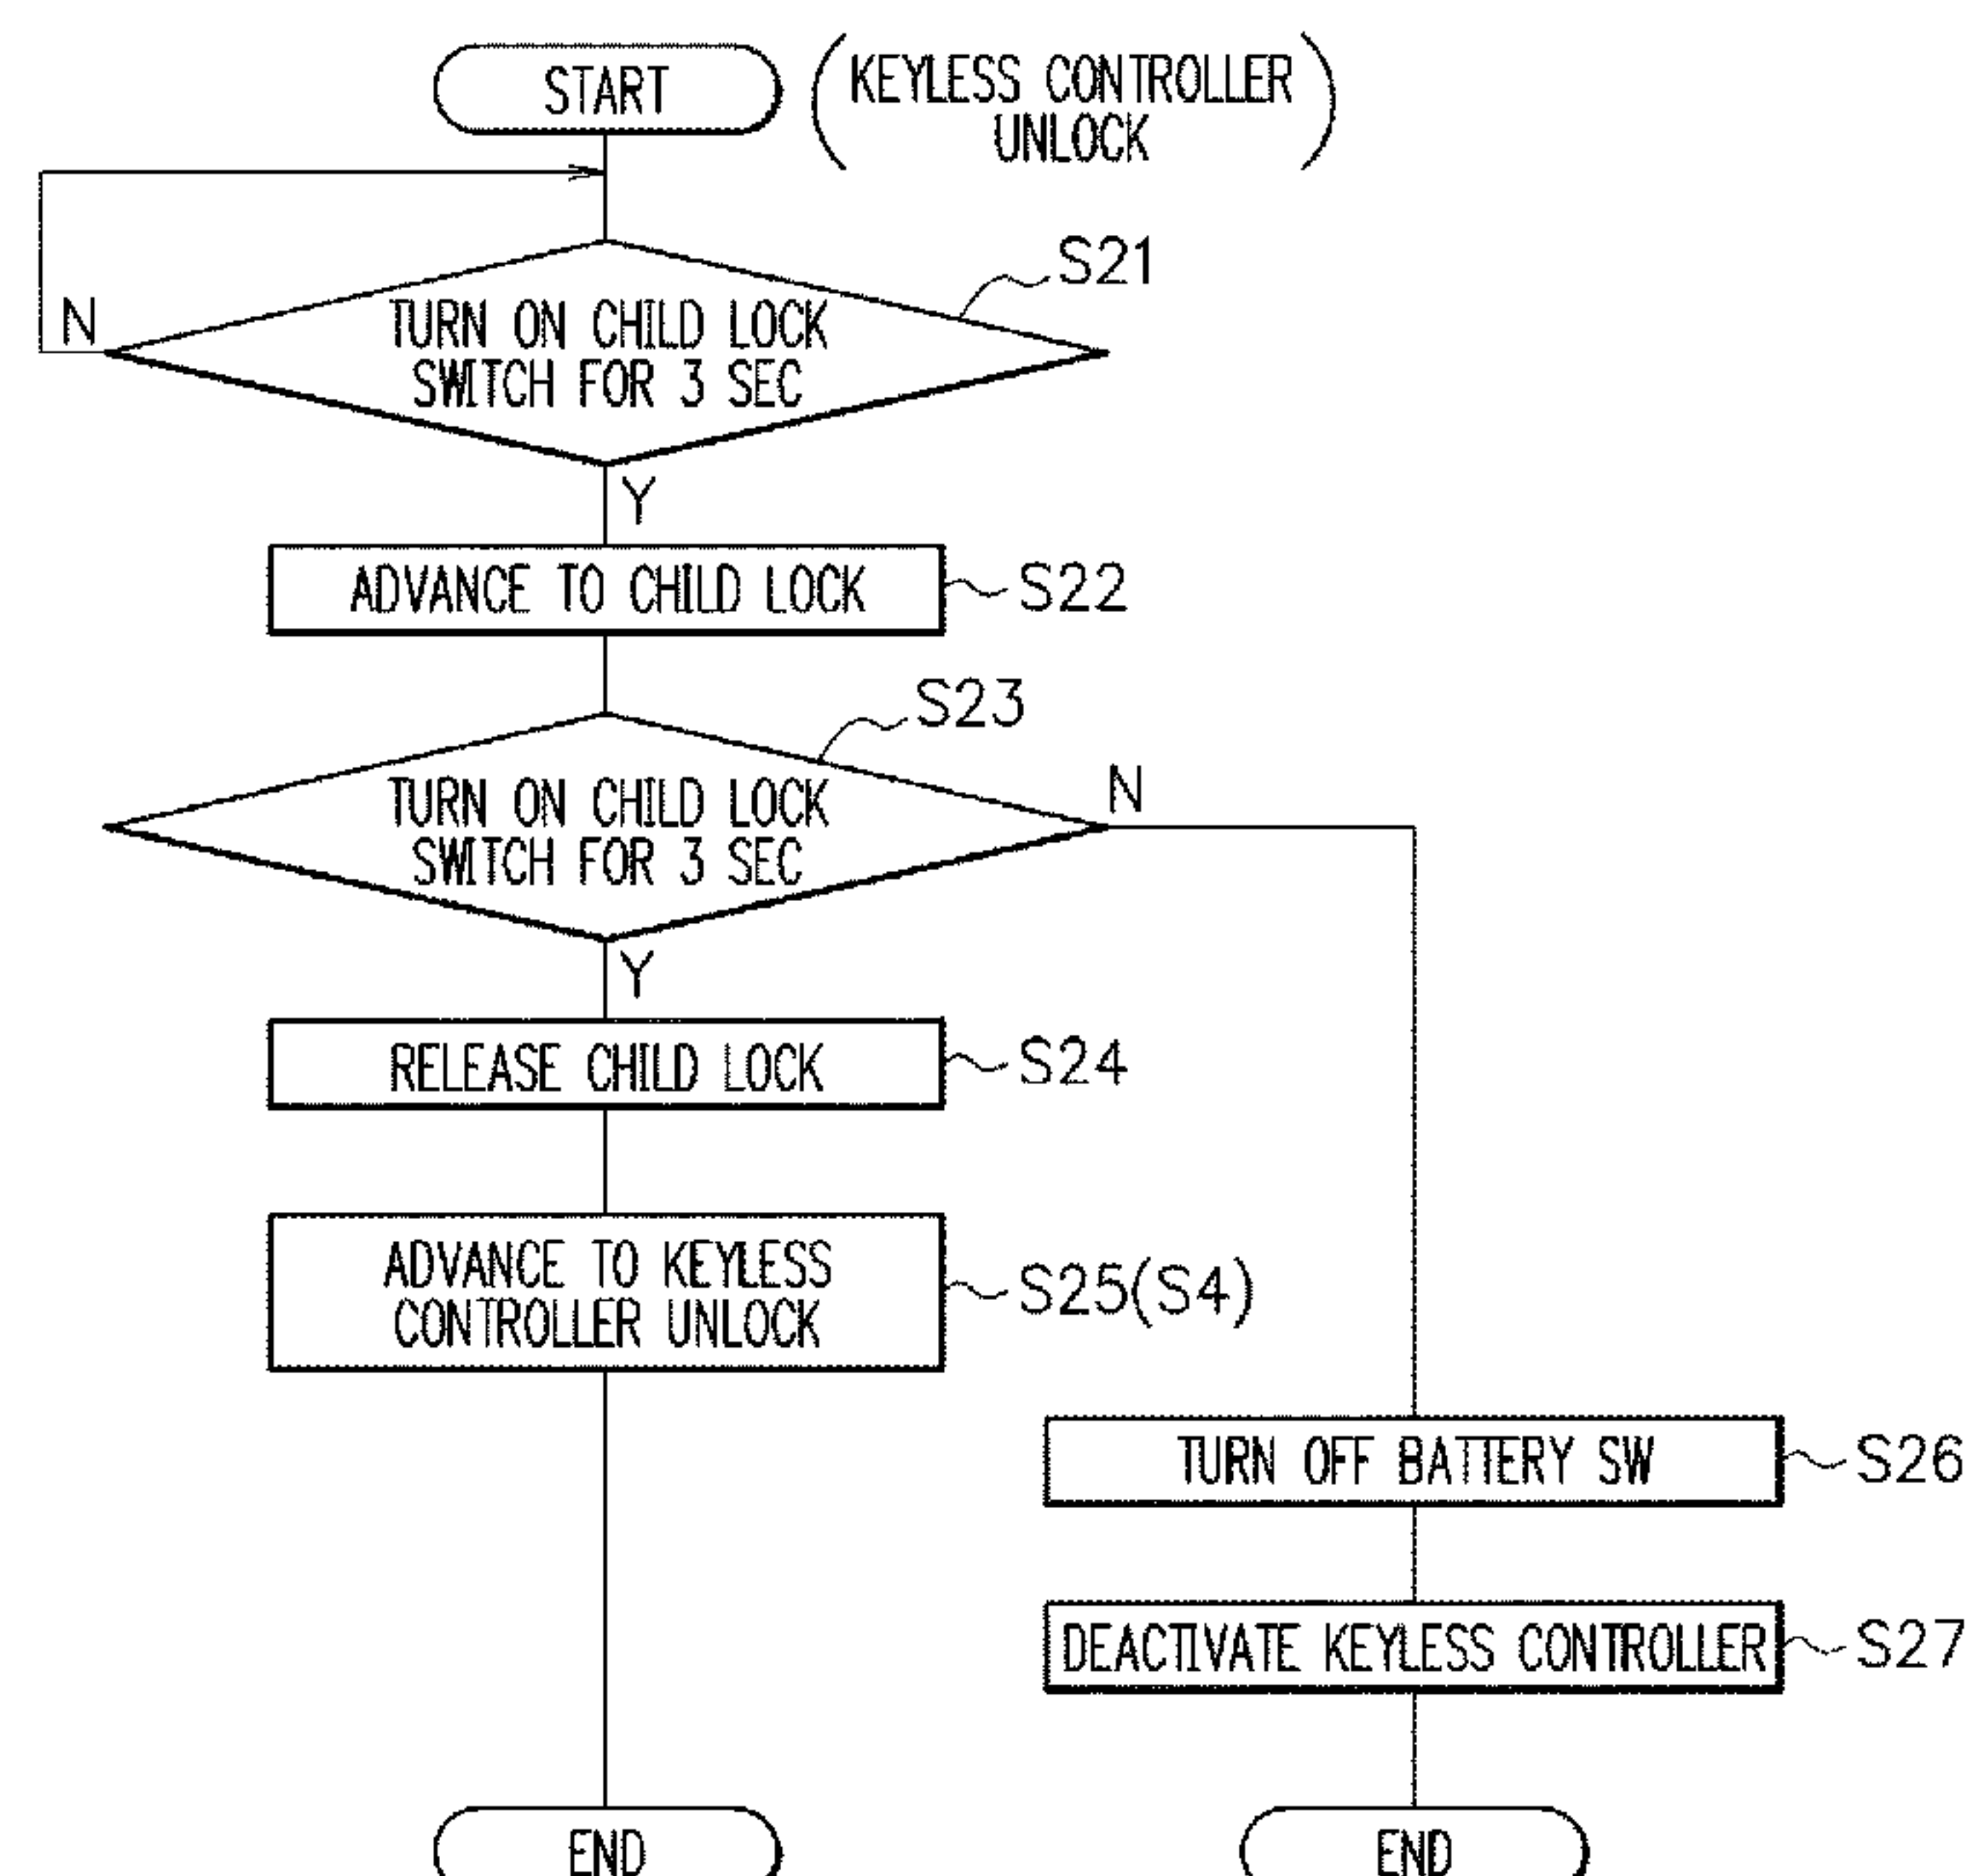 START
(KEYLESS CONTROLLER
UNLOCK)
S21
N
TURN ON CHILD LOCK
SWITCH FOR 3 SEC
Y
ADVANCE TO CHILD LOCK
S22
S23
TURN ON CHILD LOCK
SWITCH FOR 3 SEC
N
Y
RELEASE CHILD LOCK
S24
ADVANCE TO KEYLESS
CONTROLLER UNLOCK
S25(S4)
TURN OFF BATTERY SW
S26
DEACTIVATE KEYLESS CONTROLLER
S27
END
END